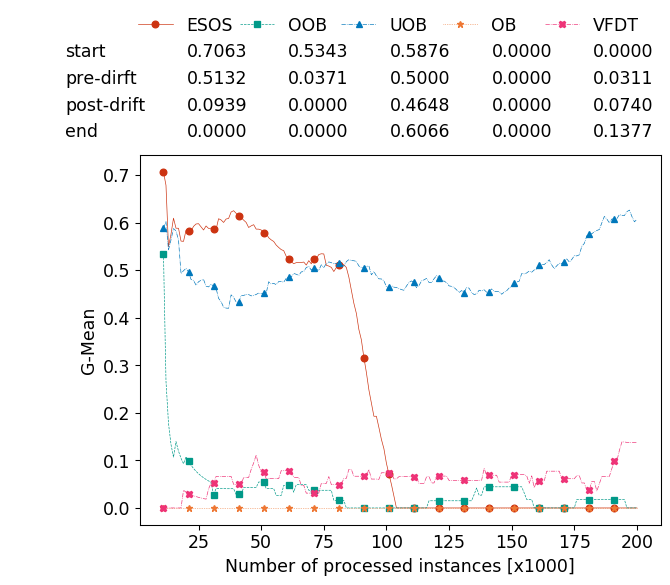 ESOS OOB UOB OB VFDT
start 0.7063 0.5343 0.5876 0.0000 0.0000
pre-dirft 0.5132 0.0371 0.5000 0.0000 0.0311
post-drift 0.0939 0.0000 0.4648 0.0000 0.0740
end 0.0000 0.0000 0.6066 0.0000 0.1377
0.7
0.6
0.5
0.4
0.3
0.2
0.1
0.0
G-Mean
25 50 75 100 125 150 175 200
Number of processed instances [x1000]